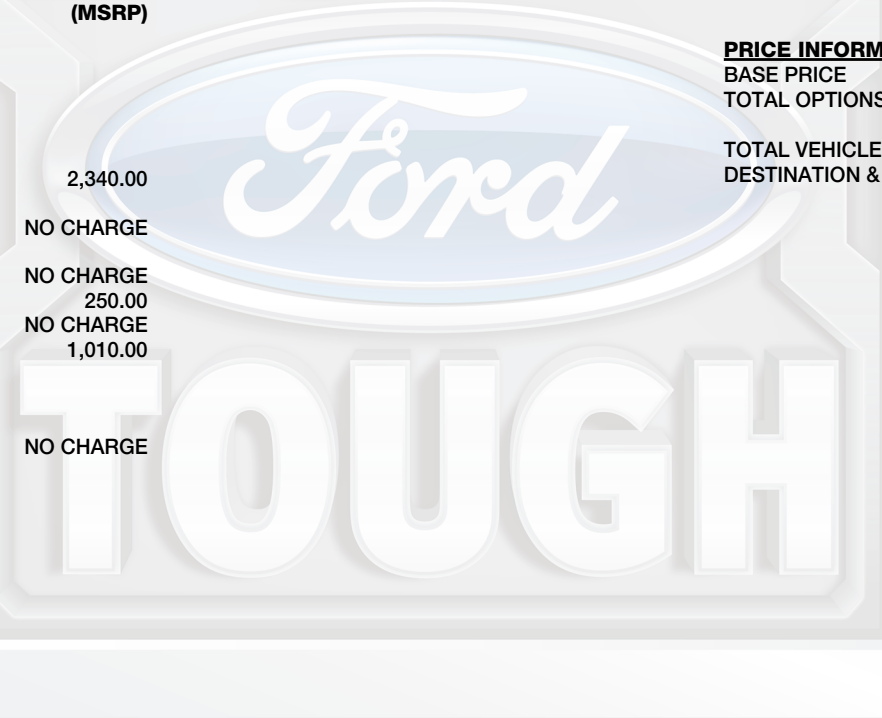 (MSRP)
2,340.00
NO CHARGE
NO CHARGE
250.00
NO CHARGE
1,010.00
NO CHARGE
PRICE INFORM
BASE PRICE
TOTAL OPTIONS
TOTAL VEHICLE
DESTINATION &
Ford
TOUGH